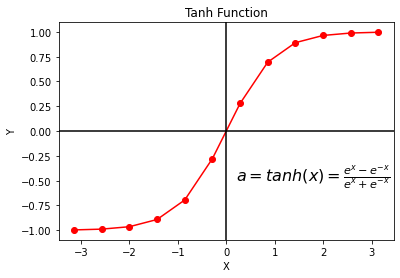 Tanh Function
1.00
0.75
0.50
0.25
0.00
−0.25
−0.50
−0.75
−1.00
Y
a = tanh(x) = \frac{e^x − e^{−x}}{e^x + e^{−x}}
−3 −2 −1 0 1 2 3
X